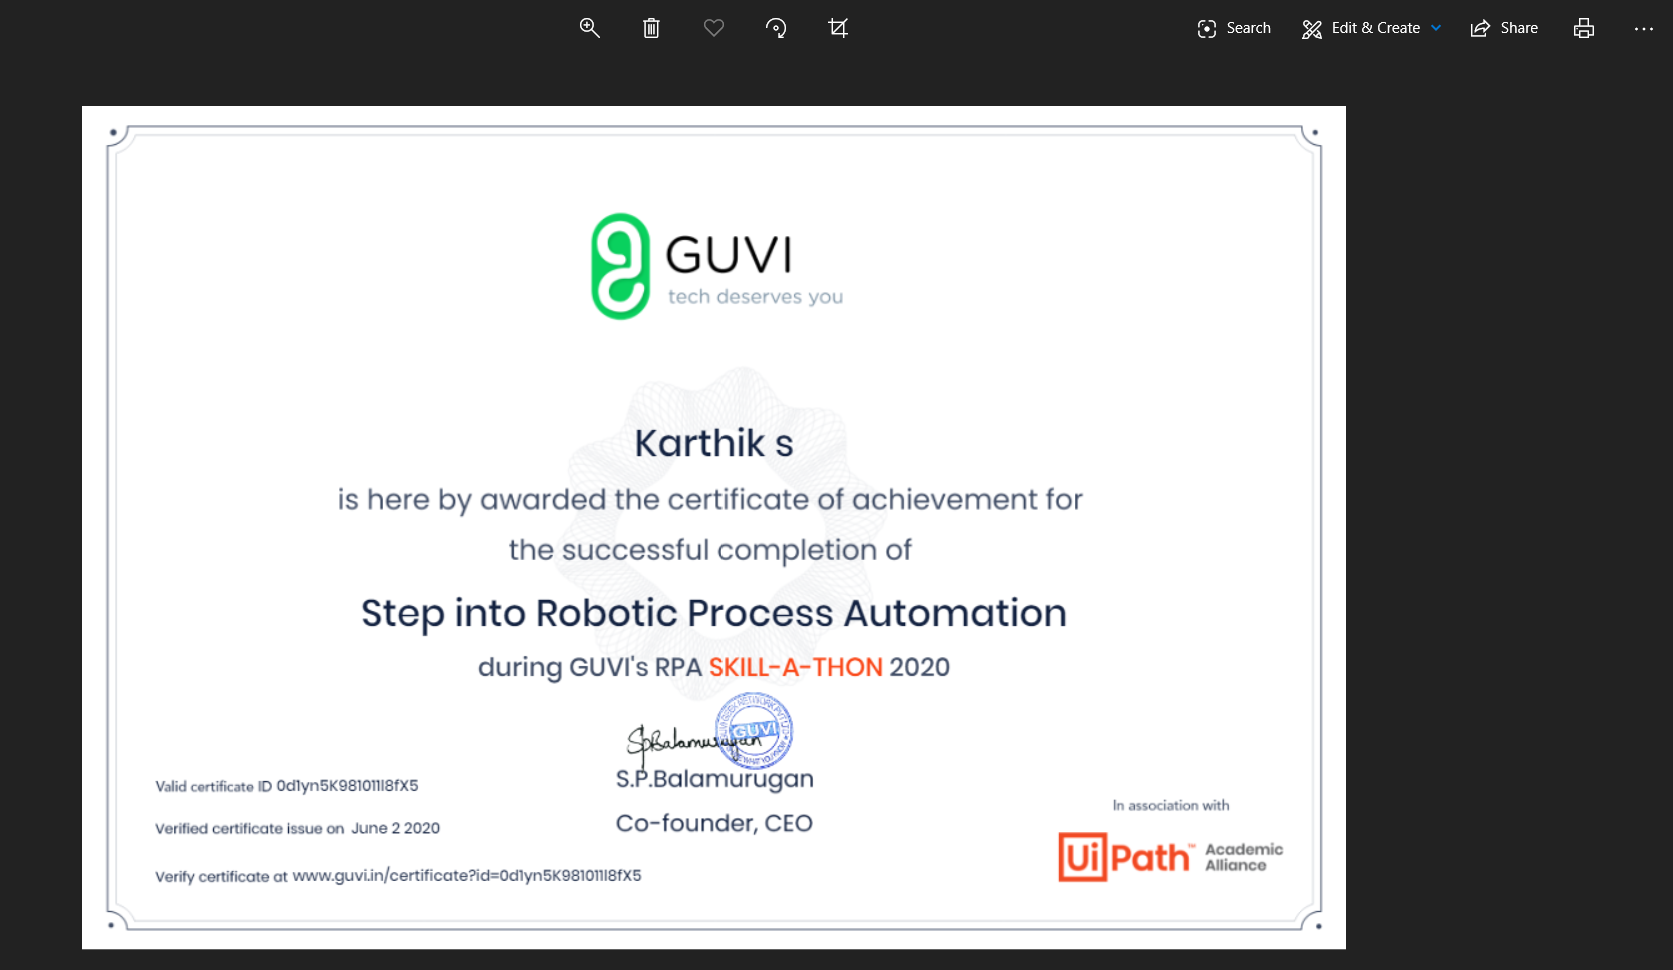 Search
Edit & Create
Share
GUVI
tech deserves you
Karthik s
is here by awarded the certificate of achievement for
the successful completion of
Step into Robotic Process Automation
during GUVI's RPA SKILL-A-THON 2020
GUVI
S.P.Balamurugan
S.P.Balamurugan
Co-founder, CEO
Valid certificate ID 0d1yn5K981011l8fX5
Verified certificate issue on June 2 2020
Verify certificate at www.guvi.in/certificate?id=0d1yn5K981011l8fX5
In association with
UiPath™ Academic
Alliance